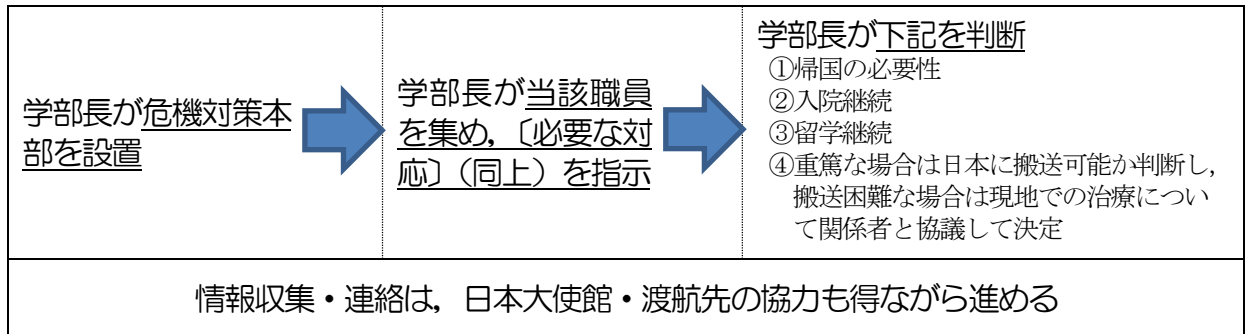 学部長が危機対策本
部を設置
学部長が当該職員
を集め，〔必要な対
応〕（同上）を指示
学部長が下記を判断
①帰国の必要性
②入院継続
③留学継続
④重篤な場合は日本に搬送可能か判断し，
搬送困難な場合は現地での治療につい
て関係者と協議して決定
情報収集・連絡は，日本大使館・渡航先の協力も得ながら進める